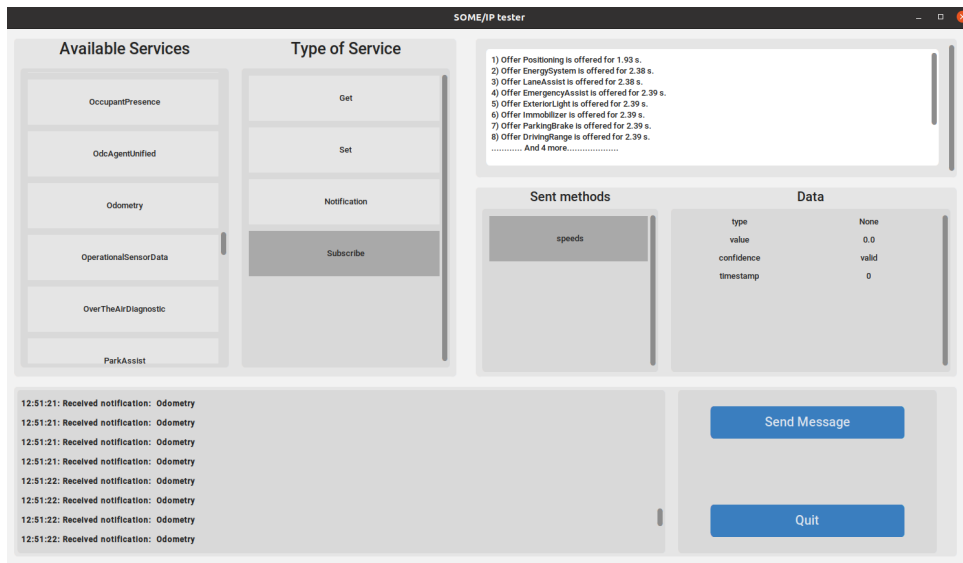 SOME/IP tester
Available Services
OccupantPresence
OdcAgentUnified
Odometry
OperationalSensorData
OverTheAirDiagnostic
ParkAssist
Type of Service
Get
Set
Notification
Subscribe
1) Offer Positioning is offered for 1.93 s.
2) Offer EnergySystem is offered for 2.38 s.
3) Offer LaneAssist is offered for 2.38 s.
4) Offer EmergencyAssist is offered for 2.39 s.
5) Offer ExteriorLight is offered for 2.39 s.
6) Offer Immobilizer is offered for 2.39 s.
7) Offer ParkingBrake is offered for 2.39 s.
8) Offer DrivingRange is offered for 2.39 s.
............ And 4 more....................
Sent methods
speeds
Data
type None
value 0.0
confidence valid
timestamp 0
12:51:21: Received notification: Odometry
12:51:21: Received notification: Odometry
12:51:21: Received notification: Odometry
12:51:21: Received notification: Odometry
12:51:22: Received notification: Odometry
12:51:22: Received notification: Odometry
12:51:22: Received notification: Odometry
12:51:22: Received notification: Odometry
Send Message
Quit